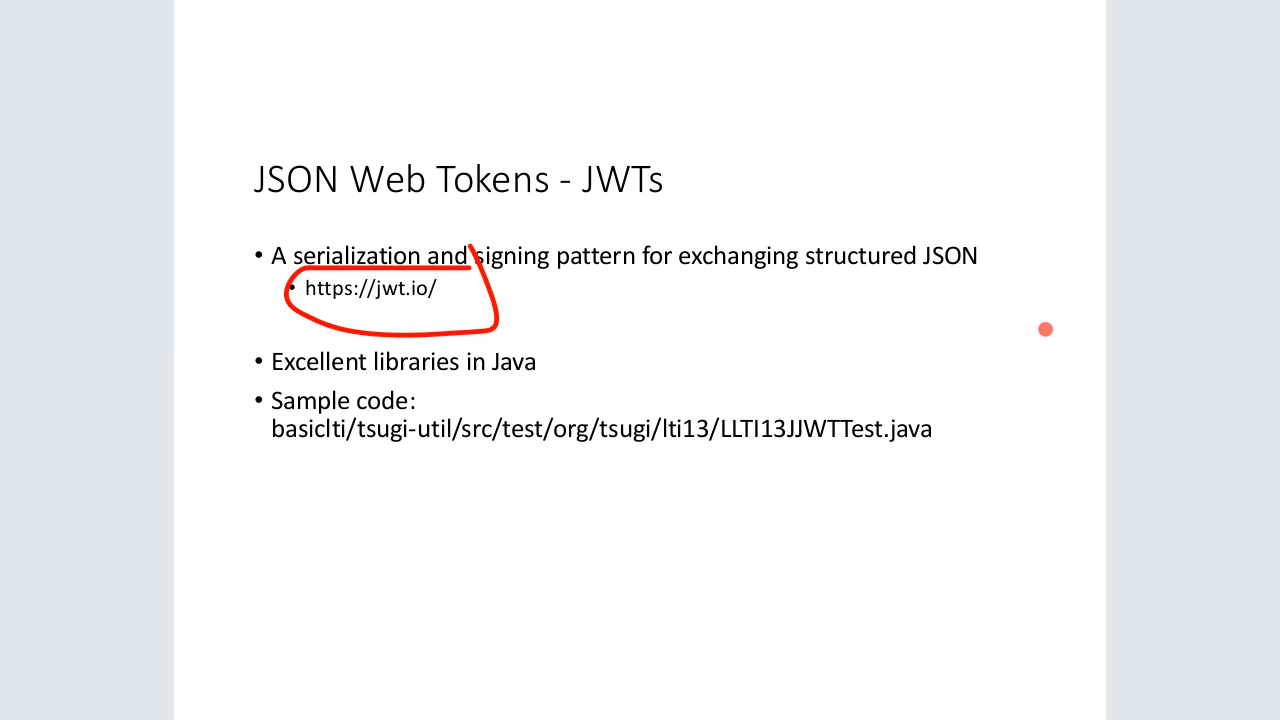 JSON Web Tokens - JWTs
• A serialization and signing pattern for exchanging structured JSON
• https://jwt.io/
• Excellent libraries in Java
• Sample code:
basiclti/tsugi-util/src/test/org/tsugi/lti13/LLTI13JJWTTest.java